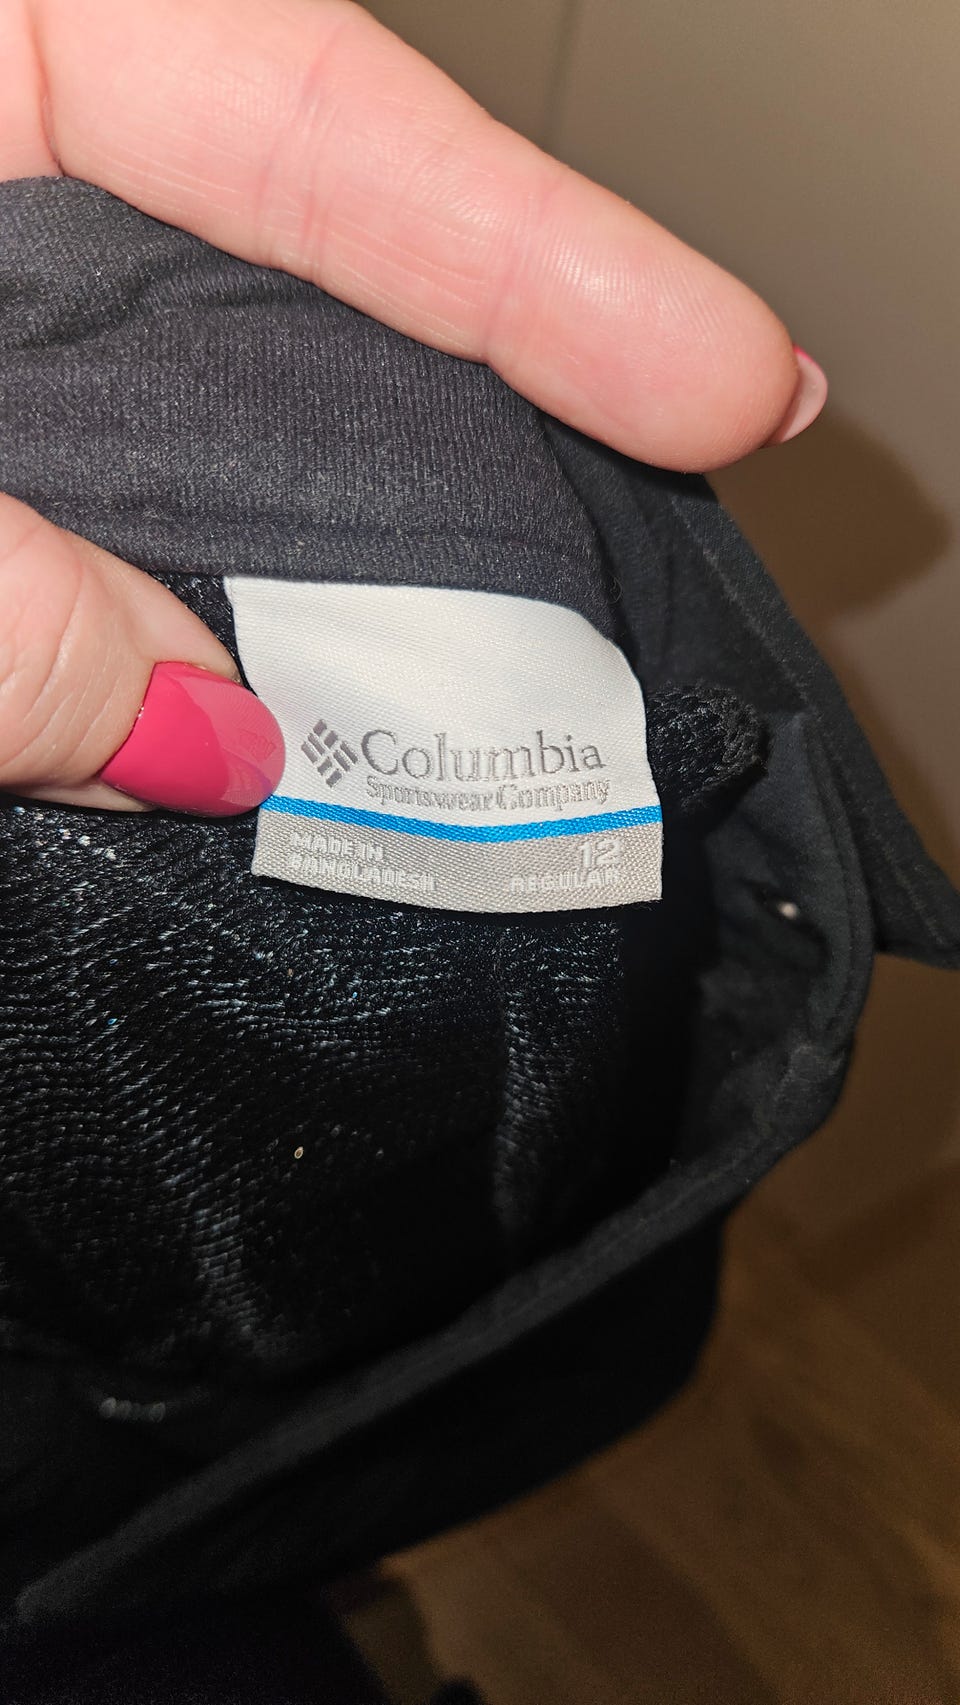 Columbia
Sportswear Company
MADE IN
BANGLADESH
12
REGULAR